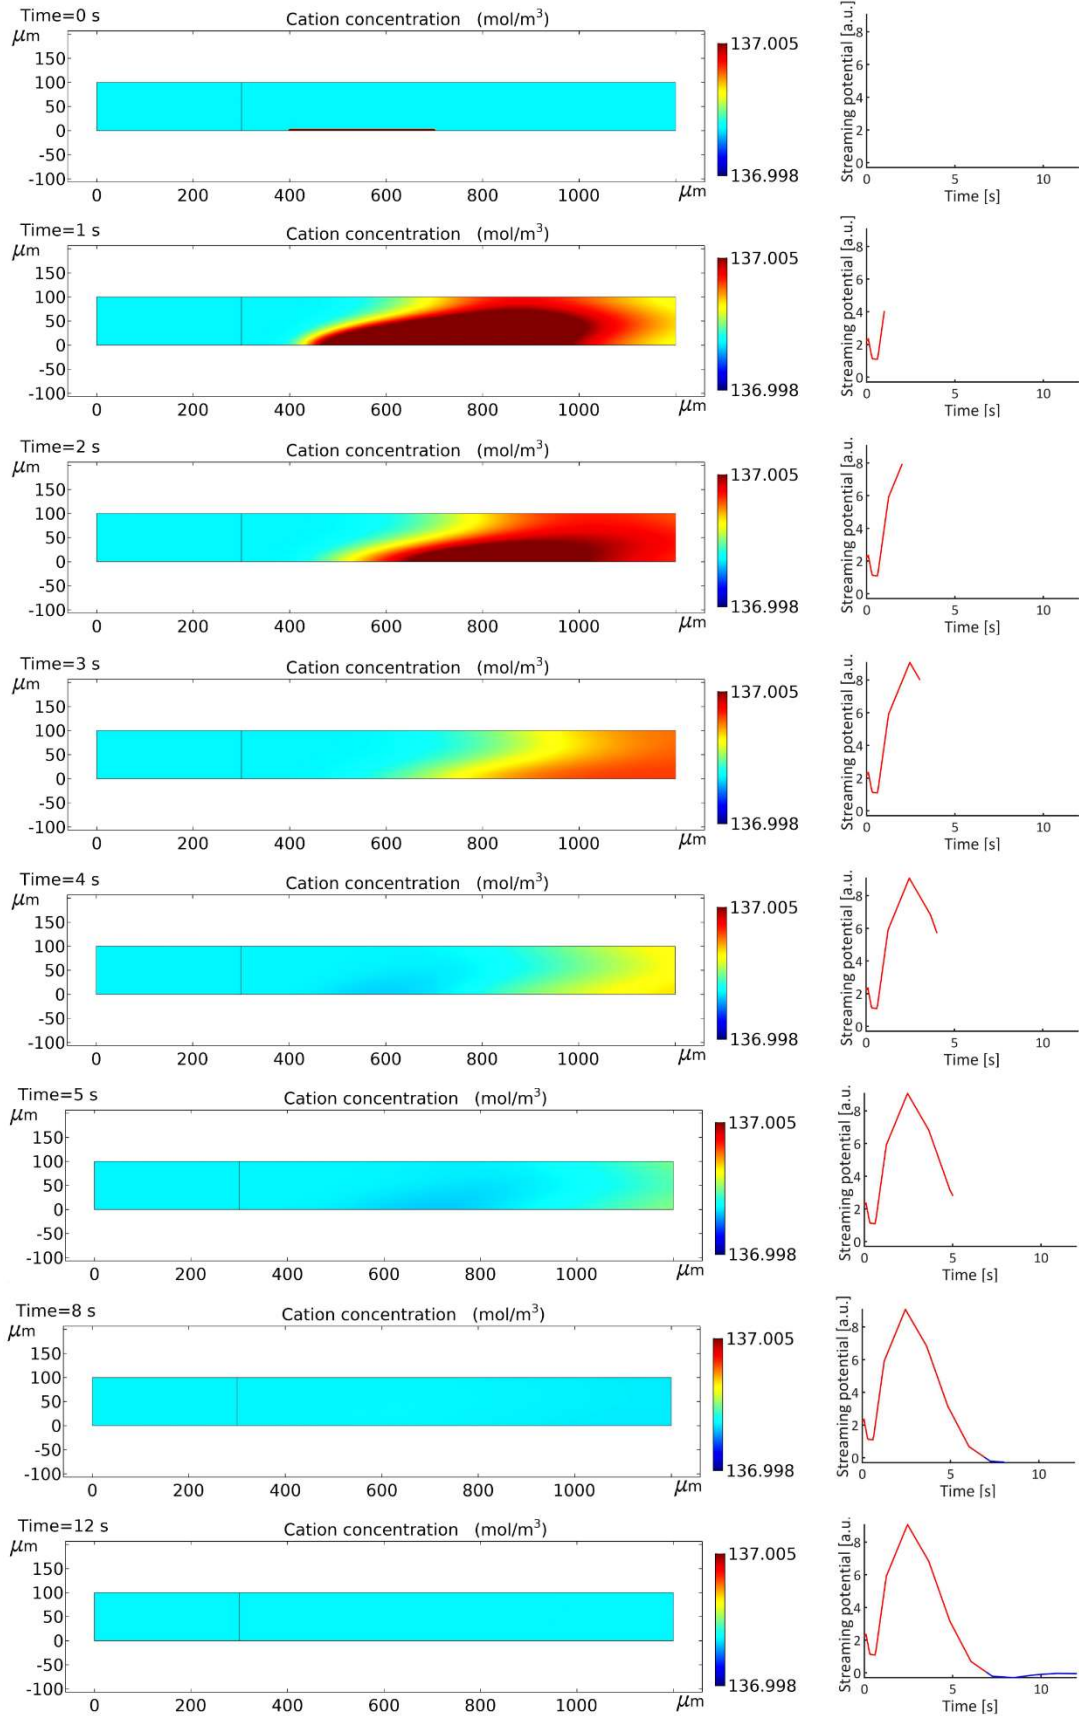 Time=0 s
Cation concentration (mol/m³)
μm
150
100
50
0
-50
-100
0 200 400 600 800 1000 μm
137.005
136.998
Streaming potential [a.u.]
8
6
4
2
0
5 10
Time [s]
Time=1 s
Cation concentration (mol/m³)
μm
150
100
50
0
-50
-100
0 200 400 600 800 1000 μm
137.005
136.998
Streaming potential [a.u.]
8
6
4
2
0
0 5 10
Time [s]
Time=2 s
Cation concentration (mol/m³)
μm
150
100
50
0
-50
-100
0 200 400 600 800 1000 μm
137.005
136.998
Streaming potential [a.u.
8
6
4
2
0
0 5 10
Time [s]
Time=3 s
Cation concentration (mol/m³)
μm
150
100
50
0
-50
-100
0 200 400 600 800 1000 μm
137.005
136.998
Streaming potential [a.u.
8
6
4
2
0
0 5 10
Time [s]
Time=4 s
Cation concentration (mol/m³)
μm
150
100
50
0
-50
-100
0 200 400 600 800 1000 μm
137.005
136.998
Streaming potential [a.u.
8
6
4
2
0
0 5 10
Time [s]
Time=5 s
Cation concentration (mol/m³)
μm
150
100
50
0
-50
-100
0 200 400 600 800 1000 μm
137.005
136.998
Streaming potential [a.u.
8
6
4
2
0
0 5 10
Time [s]
Time=8 s
Cation concentration (mol/m³)
μm
150
100
50
0
-50
-100
0 200 400 600 800 1000 μm
137.005
136.998
Streaming potential [a.u.]
8
6
4
2
0
0 5 10
Time [s]
Time=12 s
Cation concentration (mol/m³)
μm
150
100
50
0
-50
-100
0 200 400 600 800 1000 μm
137.005
136.998
Streaming potential [a.u.]
8
6
4
2
0
0 5 10
Time [s]